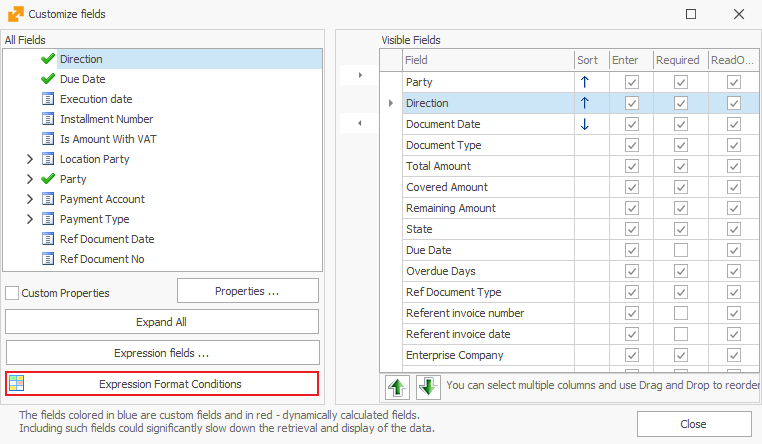 Customize fields
All Fields
Direction
Due Date
Execution date
Installment Number
Is Amount With VAT
Location Party
Party
Payment Account
Payment Type
Ref Document Date
Ref Document No
Custom Properties
Properties ...
Expand All
Expression fields ...
Expression Format Conditions
Visible Fields
Field Sort Enter Required ReadO...
Party
Direction
Document Date
Document Type
Total Amount
Covered Amount
Remaining Amount
State
Due Date
Overdue Days
Ref Document Type
Referent invoice number
Referent invoice date
Enterprise Company
You can select multiple columns and use Drag and Drop to reorder
The fields colored in blue are custom fields and in red - dynamically calculated fields.
Including such fields could significantly slow down the retrieval and display of the data.
Close